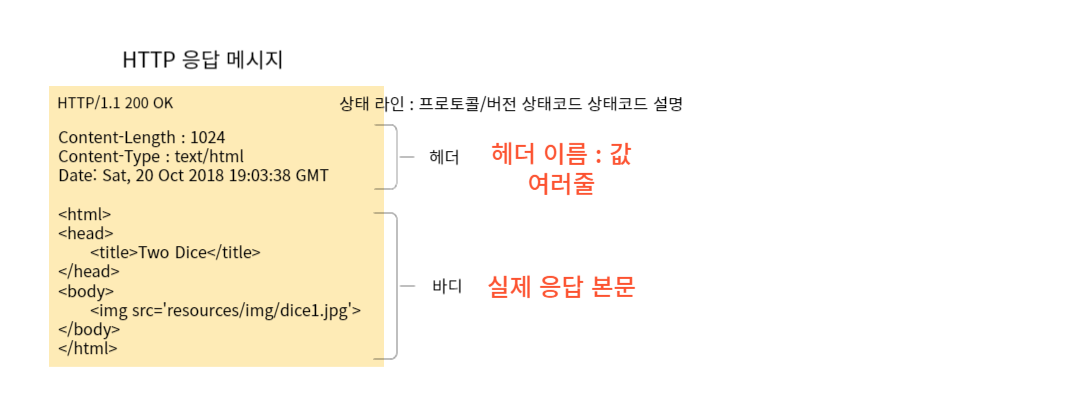 HTTP 응답 메시지
HTTP/1.1 200 OK
상태 라인 : 프로토콜/버전 상태코드 상태코드 설명
Content-Length : 1024
Content-Type : text/html
Date: Sat, 20 Oct 2018 19:03:38 GMT
헤더
헤더 이름 : 값
여러줄
<html>
<head>
<title>Two Dice</title>
</head>
<body>
<img src='resources/img/dice1.jpg'>
</body>
</html>
바디
실제 응답 본문